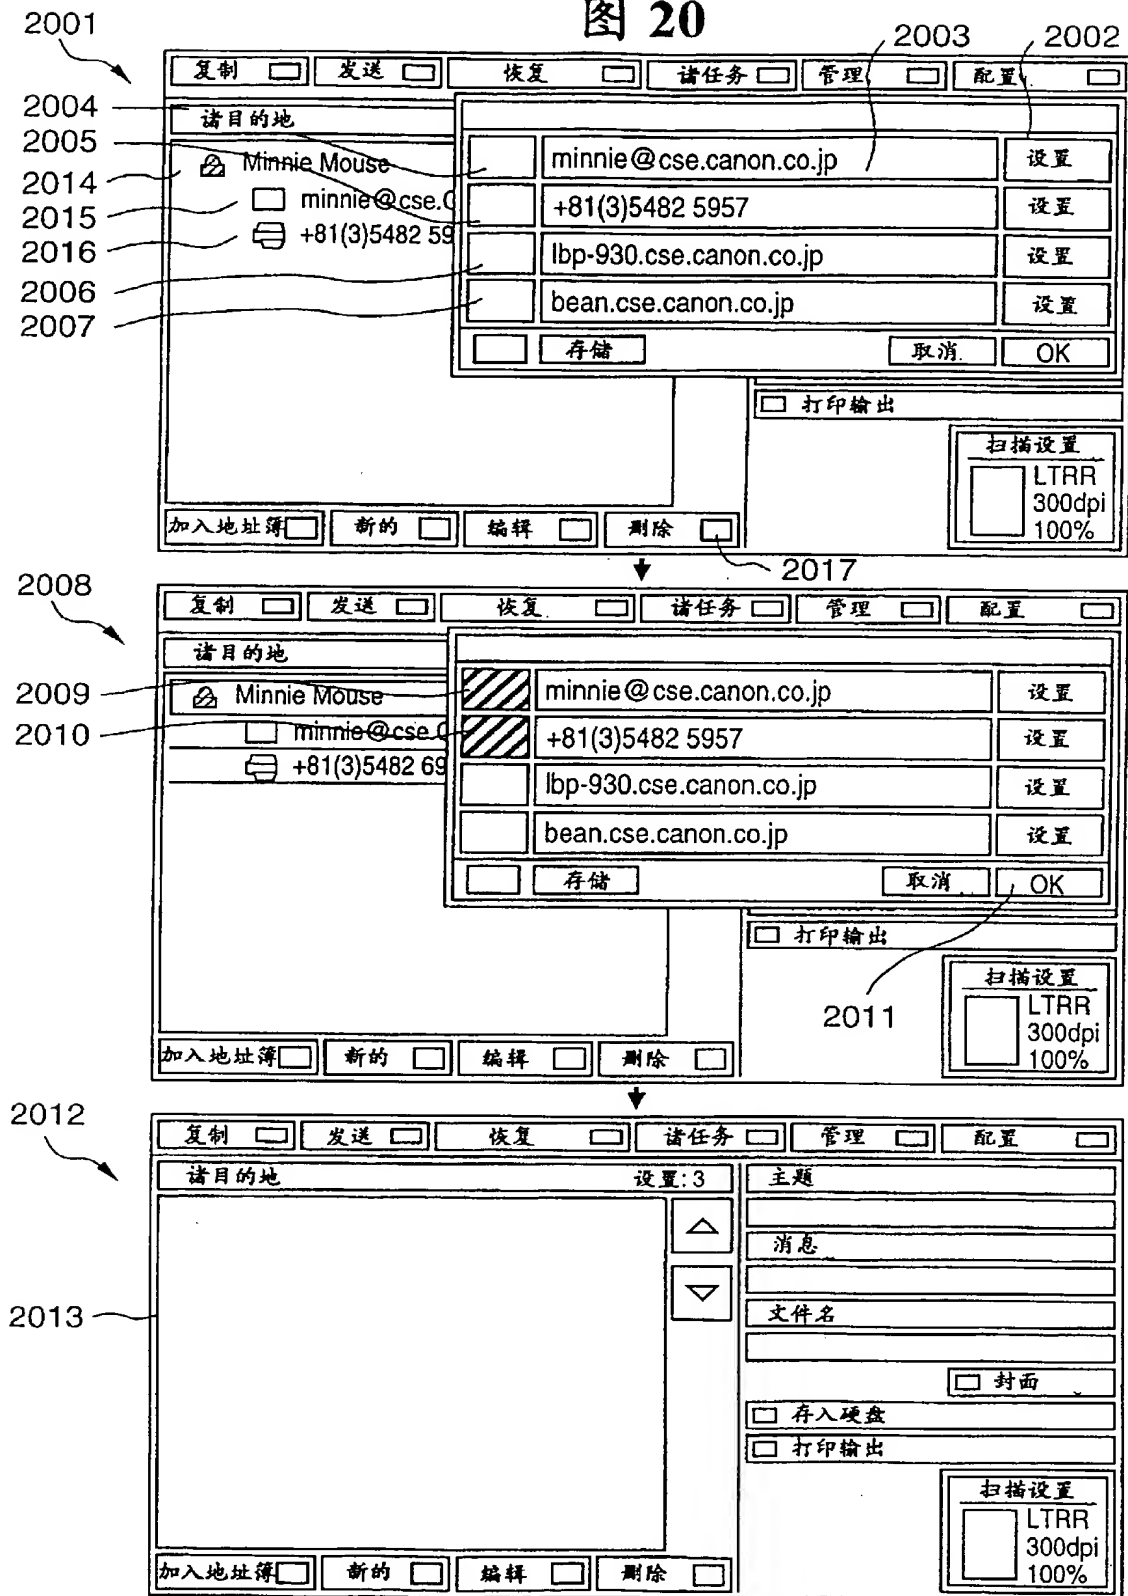 图 20
2001
2003
2002
复制 发送 恢复 诸任务 管理 配置
2004
诸目的地
2005
Minnie Mouse
minnie@cse.canon.co.jp 设置
2014
2015
minnie@cse.C
+81(3)5482 5957 设置
2016
+81(3)5482 59
lbp-930.cse.canon.co.jp 设置
2006
bean.cse.canon.co.jp 设置
2007
存储 取消 OK
打印输出
扫描设置
LTRR
300dpi
100%
加入地址簿 新的 编辑 删除
2017
2008
复制 发送 恢复 诸任务 管理 配置
诸目的地
2009
Minnie Mouse
minnie@cse.canon.co.jp 设置
2010
minnie@cse.C
+81(3)5482 5957 设置
+81(3)5482 69
lbp-930.cse.canon.co.jp 设置
bean.cse.canon.co.jp 设置
存储 取消 OK
打印输出
2011
扫描设置
LTRR
300dpi
100%
加入地址簿 新的 编辑 删除
2012
复制 发送 恢复 诸任务 管理 配置
诸目的地 设置: 3
主题
消息
2013
文件名
封面
存入硬盘
打印输出
扫描设置
LTRR
300dpi
100%
加入地址簿 新的 编辑 删除